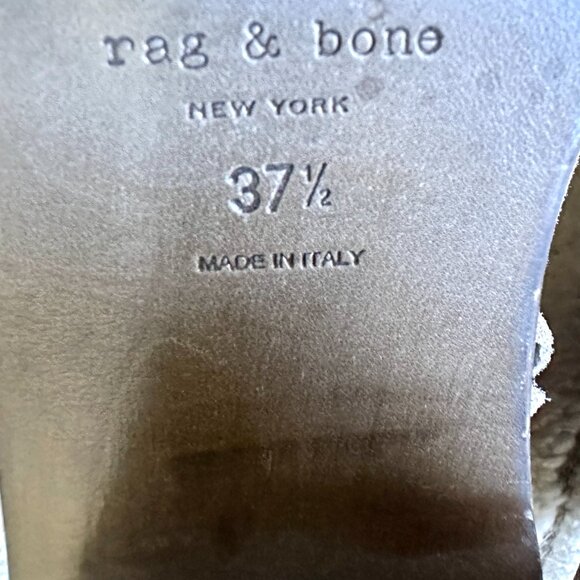 rag & bone
NEW YORK
37½
MADE IN ITALY